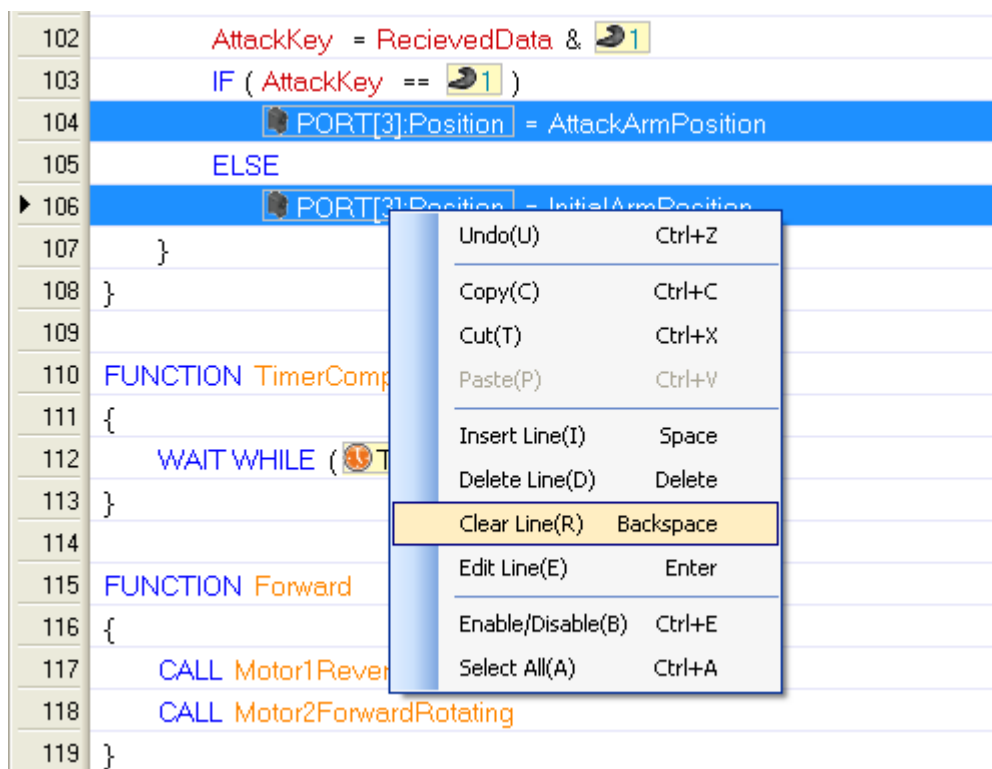 102 AttackKey = RecievedData & 1
103 IF ( AttackKey == 1 )
104 PORT[3]:Position = AttackArmPosition
105 ELSE
106 PORT[3]:Position = InitialArmPosition
107 }
108 }
109
110 FUNCTION TimerComp
111 {
112 WAIT WHILE ( T
113 }
114
115 FUNCTION Forward
116 {
117 CALL Motor1Rever
118 CALL Motor2ForwardRotating
119 }
Undo(U) Ctrl+Z
Copy(C) Ctrl+C
Cut(T) Ctrl+X
Paste(P) Ctrl+V
Insert Line(I) Space
Delete Line(D) Delete
Clear Line(R) Backspace
Edit Line(E) Enter
Enable/Disable(B) Ctrl+E
Select All(A) Ctrl+A